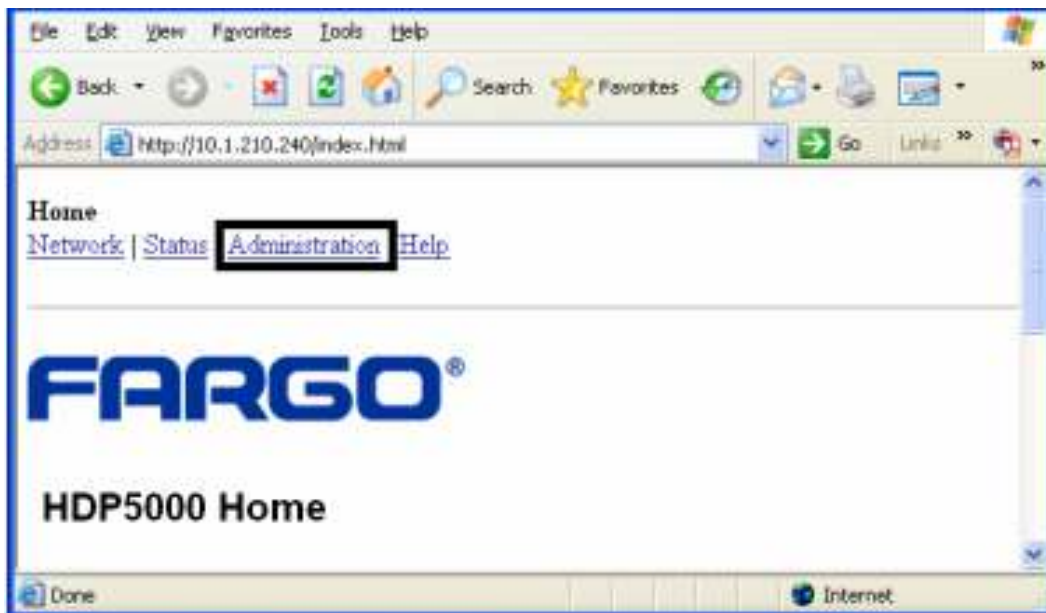 File Edit View Favorites Tools Help
Back Search Favorites »
Address http://10.1.210.240/index.html Go Links »
Home
Network | Status Administration Help
FARGO®
HDP5000 Home
Done Internet